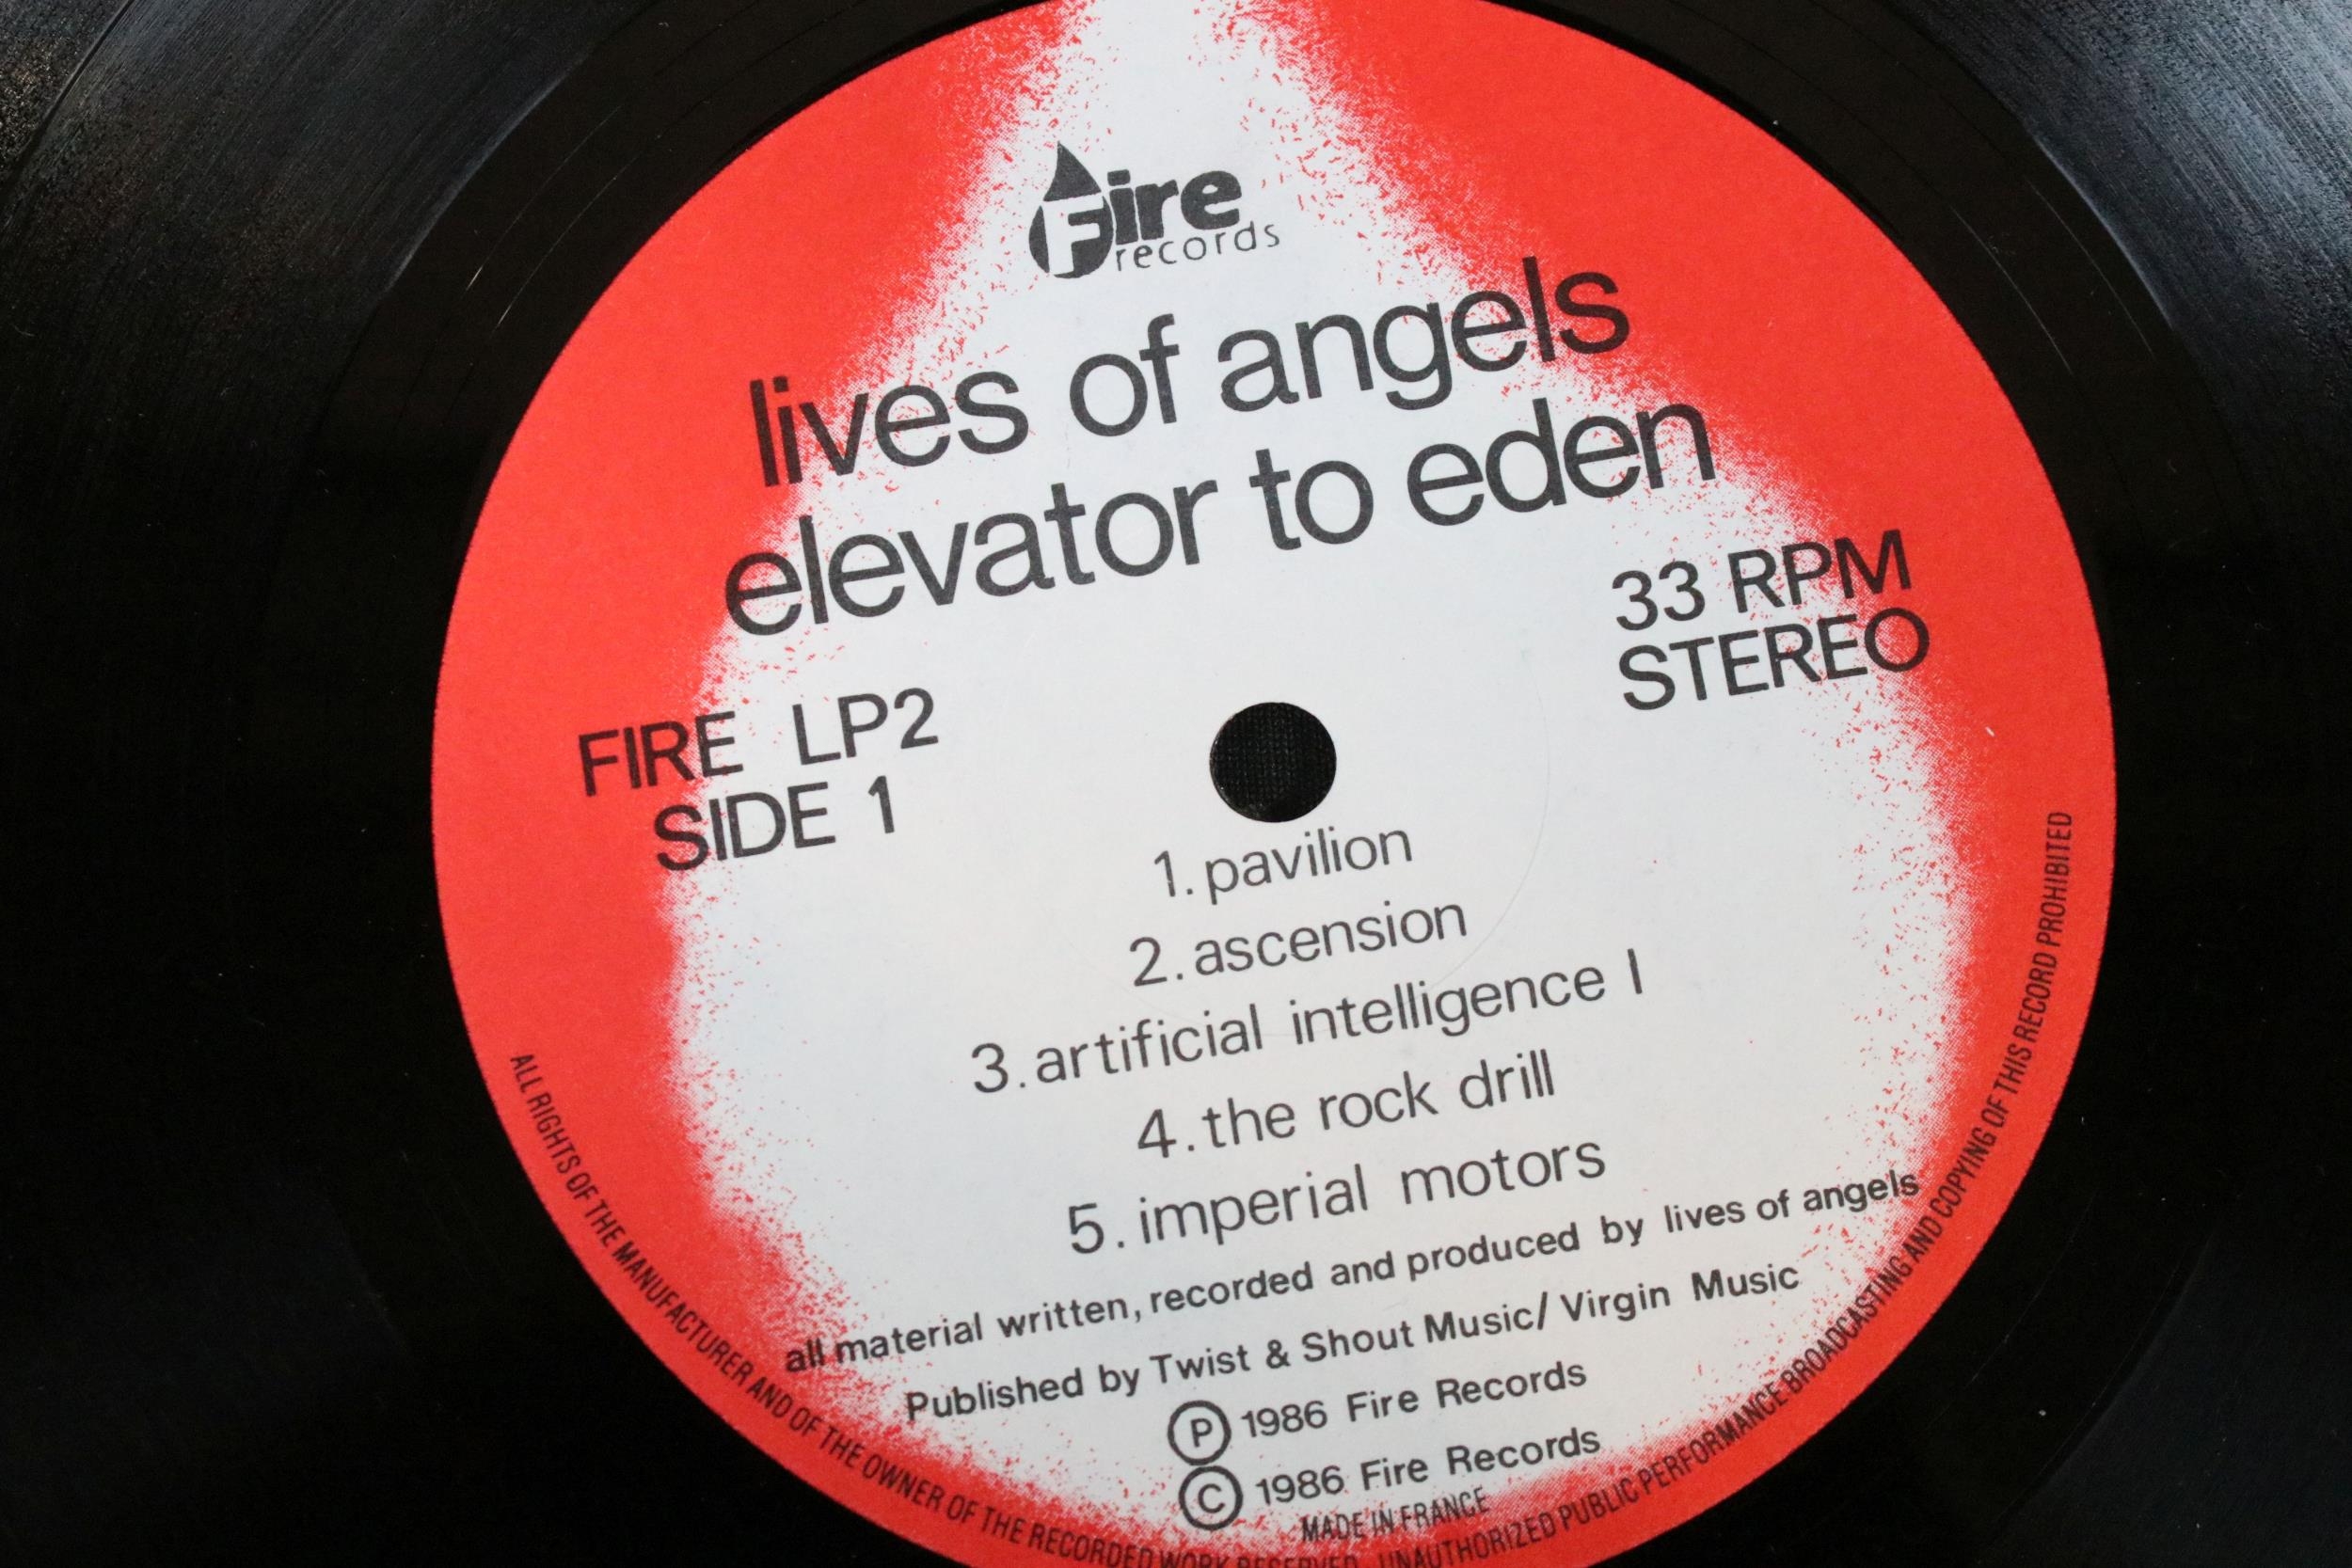 Fire
records
lives of angels
elevator to eden
33 RPM
STEREO
FIRE LP2
SIDE 1
1. pavilion
2. ascension
3. artificial intelligence I
4. the rock drill
5. imperial motors
all material written, recorded and produced by lives of angels
Published by Twist & Shout Music/ Virgin Music
Ⓟ 1986 Fire Records
© 1986 Fire Records
MADE IN FRANCE
ALL RIGHTS OF THE MANUFACTURER AND OF THE OWNER OF THE RECORDED WORK RESERVED UNAUTHORIZED PUBLIC PERFORMANCE BROADCASTING AND COPYING OF THIS RECORD PROHIBITED